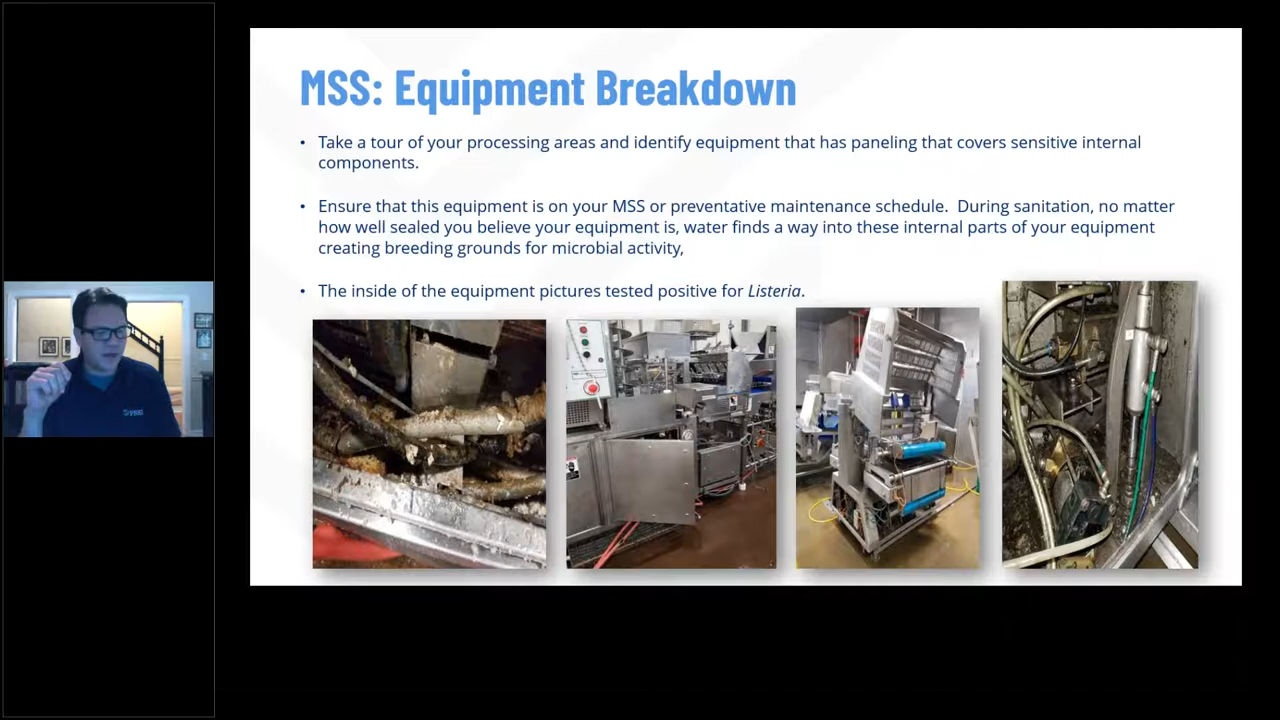 MSS: Equipment Breakdown
• Take a tour of your processing areas and identify equipment that has paneling that covers sensitive internal
components.
• Ensure that this equipment is on your MSS or preventative maintenance schedule.  During sanitation, no matter
how well sealed you believe your equipment is, water finds a way into these internal parts of your equipment
creating breeding grounds for microbial activity,
• The inside of the equipment pictures tested positive for Listeria.